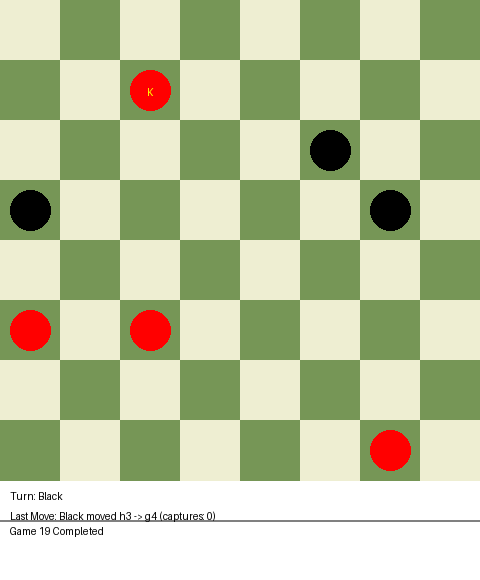 K
Turn: Black
Last Move: Black moved h3 -> g4 (captures: 0)
Game 19 Completed